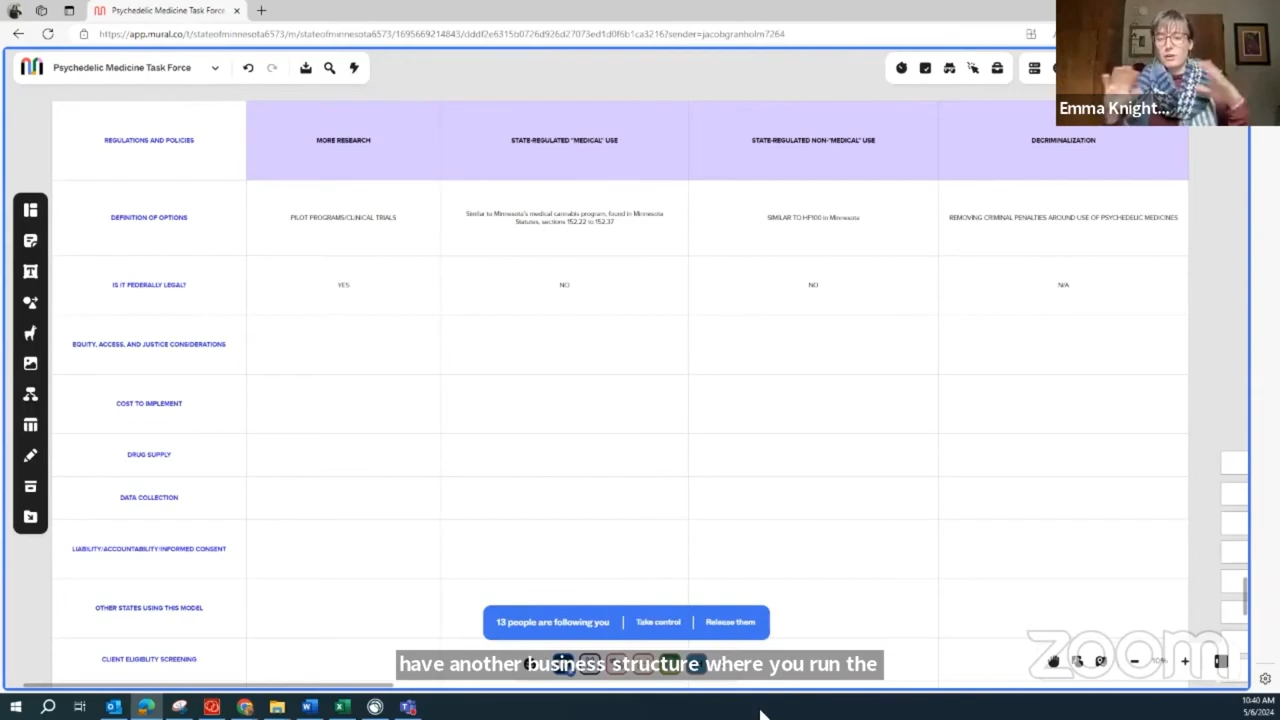 Psychedelic Medicine Task Force
https://app.mural.co/t/stateofminnesota6573/m/stateofminnesota6573/1695669214843/dddf2e6315b0726d926d27073ed1d0f6b1ca3216?sender=jacobgranholm7264
Psychedelic Medicine Task Force
Emma Knight...
REGULATIONS AND POLICIES
MORE RESEARCH
STATE-REGULATED "MEDICAL" USE
STATE-REGULATED NON-"MEDICAL" USE
DECRIMINALIZATION
DEFINITION OF OPTIONS
PILOT PROGRAMS/CLINICAL TRIALS
Similar to Minnesota's medical cannabis program, found in Minnesota
Statutes, sections 152.22 to 152.37
SIMILAR TO HF100 in Minnesota
REMOVING CRIMINAL PENALTIES AROUND USE OF PSYCHEDELIC MEDICINES
IS IT FEDERALLY LEGAL?
YES
NO
NO
N/A
EQUITY, ACCESS, AND JUSTICE CONSIDERATIONS
COST TO IMPLEMENT
DRUG SUPPLY
DATA COLLECTION
LIABILITY/ACCOUNTABILITY/INFORMED CONSENT
OTHER STATES USING THIS MODEL
13 people are following you
Take control
Release them
CLIENT ELIGIBLITY SCREENING
have another business structure where you run the
zoom
10:40 AM
5/6/2024